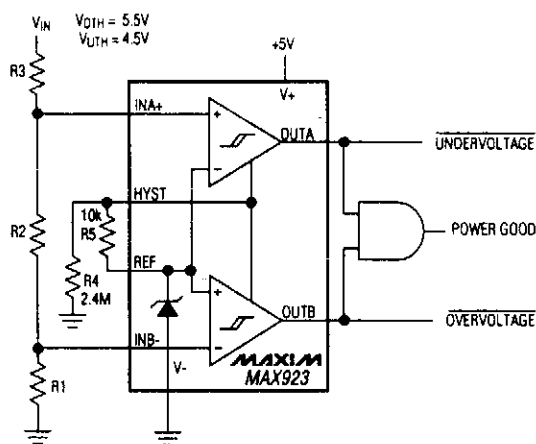 VIN
VOTH = 5.5V
VUTH = 4.5V
+5V
R3
V+
INA+
OUTA
UNDERVOLTAGE
HYST
10k
R5
R2
POWER GOOD
REF
R4
2.4M
OUTB
OVERVOLTAGE
INB-
V-
MAXIM
MAX923
R1